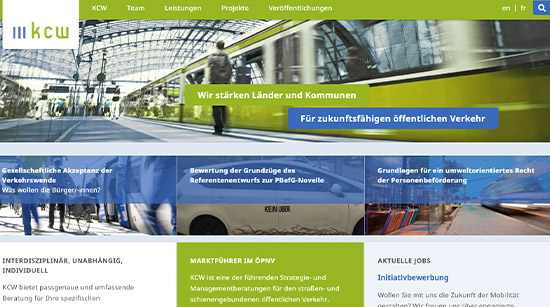 kcw
KCW Team Leistungen Projekte Veröffentlichungen
en | fr
Wir stärken Länder und Kommunen
Für zukunftsfähigen öffentlichen Verkehr
Gesellschaftliche Akzeptanz der
Verkehrswende
Was wollen die Bürger/-innen?
Bewertung der Grundzüge des
Referentenentwurfs zur PBefG-Novelle
KEIN UBER
Grundlagen für ein umweltorientiertes Recht
der Personenbeförderung
INTERDISZIPLINÄR, UNABHÄNGIG,
INDIVIDUELL
KCW bietet passgenaue und umfassende
Beratung für Ihre spezifischen
MARKTFÜHRER IM ÖPNV
KCW ist eine der führenden Strategie- und
Managementberatungen für den straßen- und
schienengebundenen öffentlichen Verkehr.
AKTUELLE JOBS
Initiativbewerbung
Wollen Sie mit uns die Zukunft der Mobilität
gestalten? Wir freuen uns über engagierte